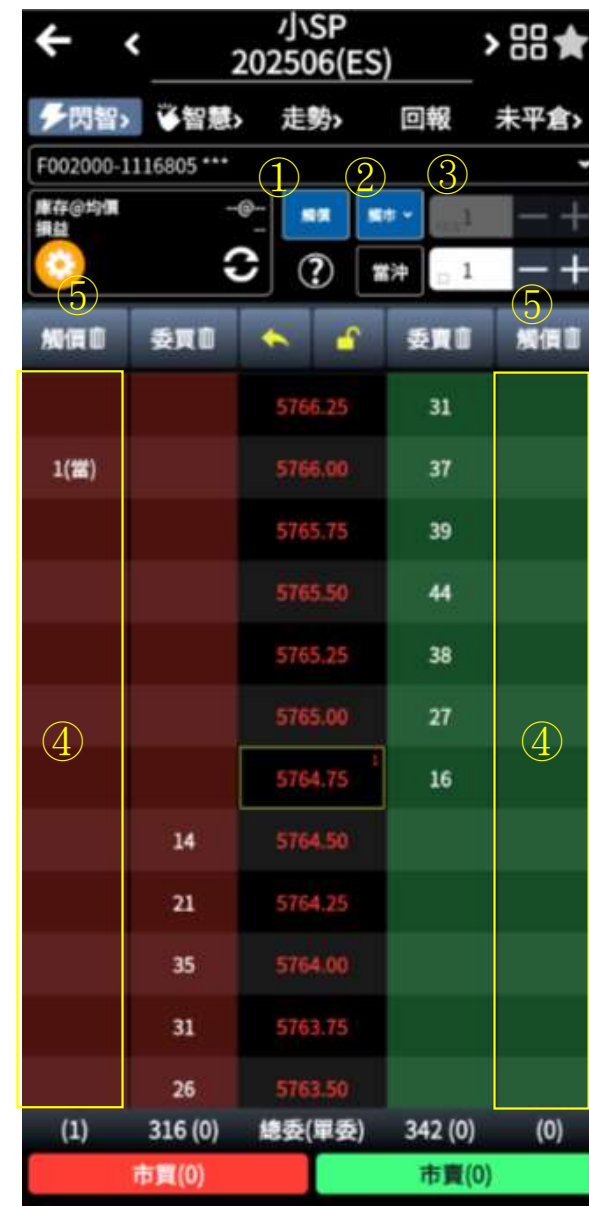 小SP
202506(ES)
閃智› 智慧› 走勢› 回報 未平倉›
F002000-1116805 ***
① ② ③
庫存@均價 --@-- 觸價 觸市 1 — +
損益 --
? 當沖 口 1 — +
⑤ ⑤
觸價 委買 委賣 觸價
5766.25 31
1(當) 5766.00 37
5765.75 39
5765.50 44
5765.25 38
5765.00 27
④ ④
5764.75 1 16
14 5764.50
21 5764.25
35 5764.00
31 5763.75
26 5763.50
(1) 316 (0) 總委(單委) 342 (0) (0)
市買(0) 市賣(0)